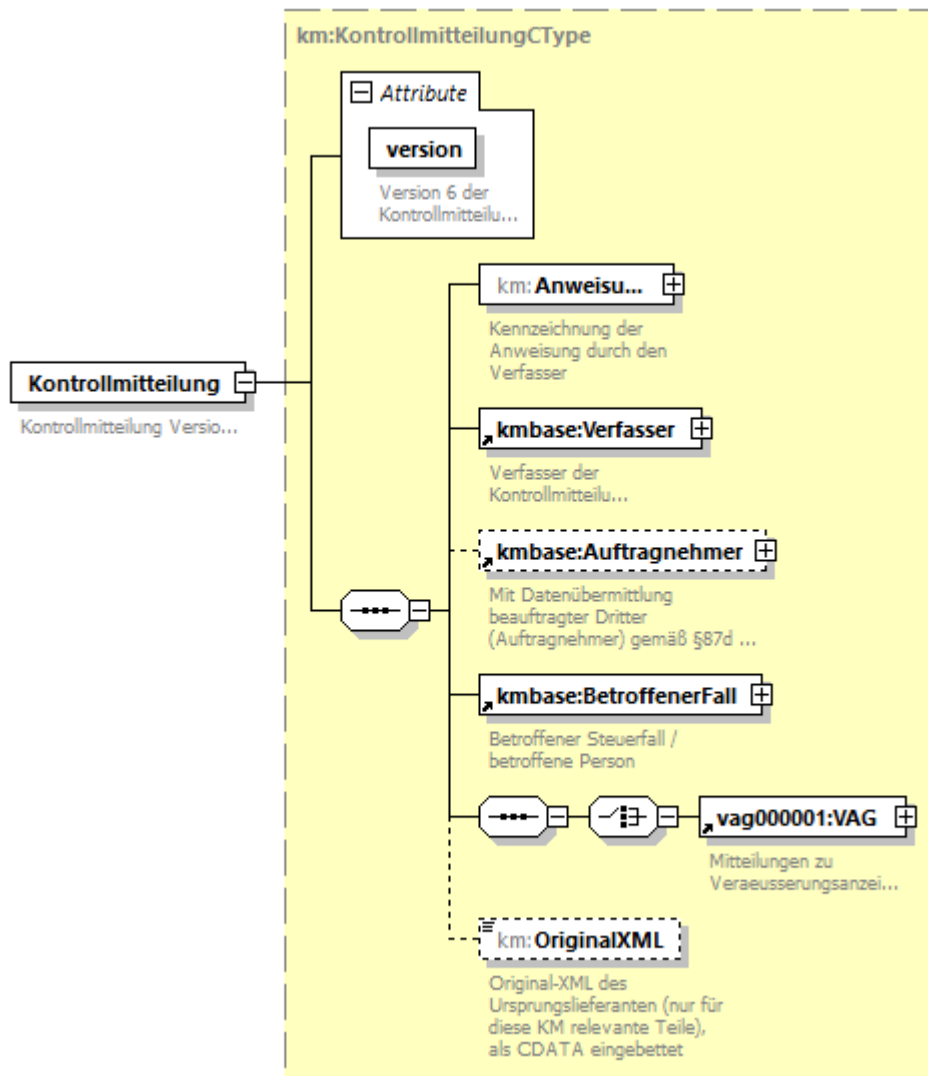 km:KontrollmitteilungCType
Attribute
version
Version 6 der
Kontrollmitteilu...
km:Anweisu...
Kennzeichnung der
Anweisung durch den
Verfasser
Kontrollmitteilung
Kontrollmitteilung Versio...
kmbase:Verfasser
Verfasser der
Kontrollmitteilu...
kmbase:Auftragnehmer
Mit Datenübermittlung
beauftragter Dritter
(Auftragnehmer) gemäß §87d ...
kmbase:BetroffenerFall
Betroffener Steuerfall /
betroffene Person
vag000001:VAG
Mitteilungen zu
Veraeusserungsanzei...
km:OriginalXML
Original-XML des
Ursprungslieferanten (nur für
diese KM relevante Teile),
als CDATA eingebettet